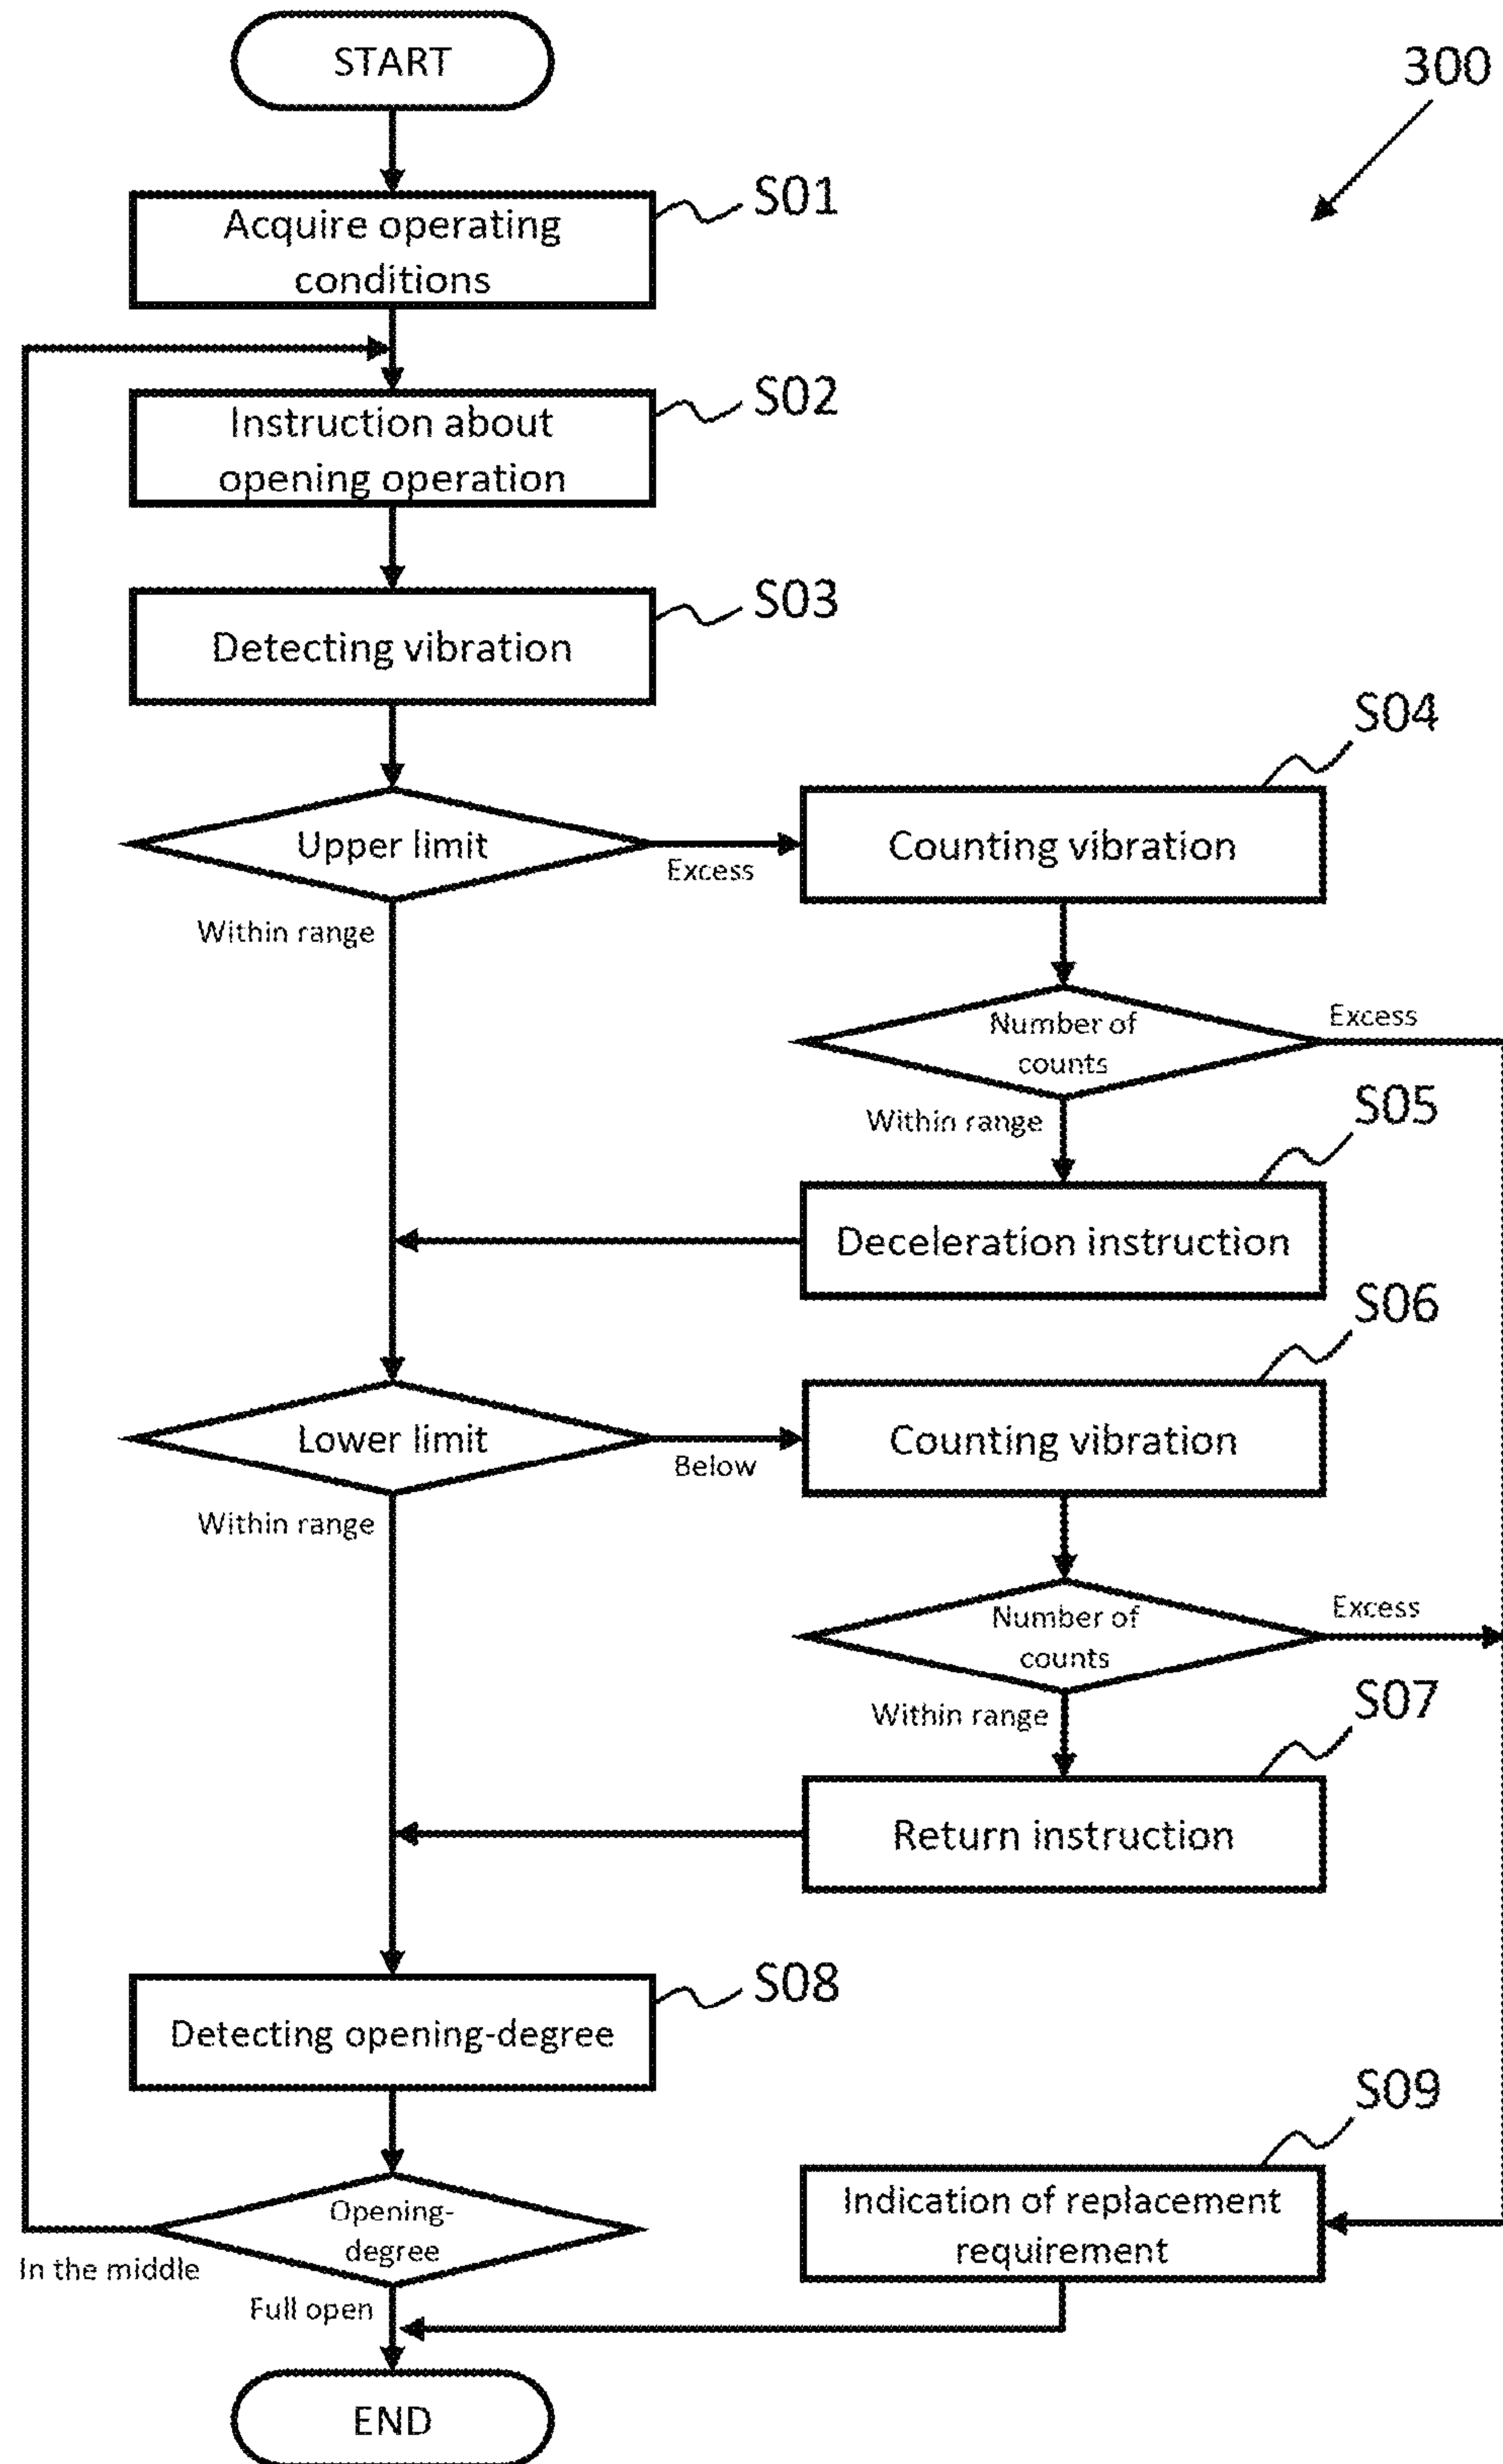 START
300
S01
Acquire operating
conditions
S02
Instruction about
opening operation
S03
Detecting vibration
S04
Upper limit
Excess
Counting vibration
Within range
Number of
counts
Excess
Within range
S05
Deceleration instruction
S06
Lower limit
Below
Counting vibration
Within range
Number of
counts
Excess
Within range
S07
Return instruction
S08
Detecting opening-degree
S09
Indication of replacement
requirement
Opening-
degree
In the middle
Full open
END